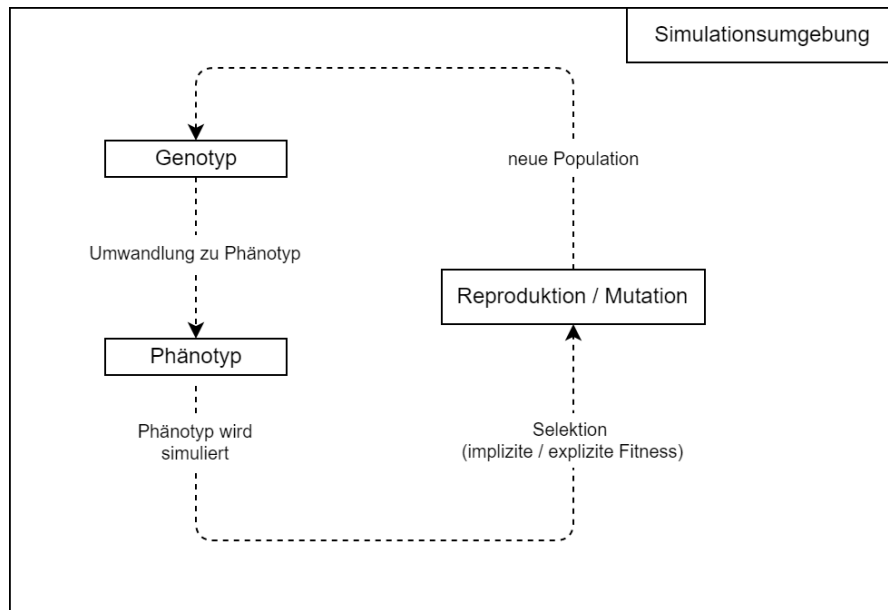 Simulationsumgebung
Genotyp
neue Population
Umwandlung zu Phänotyp
Reproduktion / Mutation
Phänotyp
Phänotyp wird
simuliert
Selektion
(implizite / explizite Fitness)